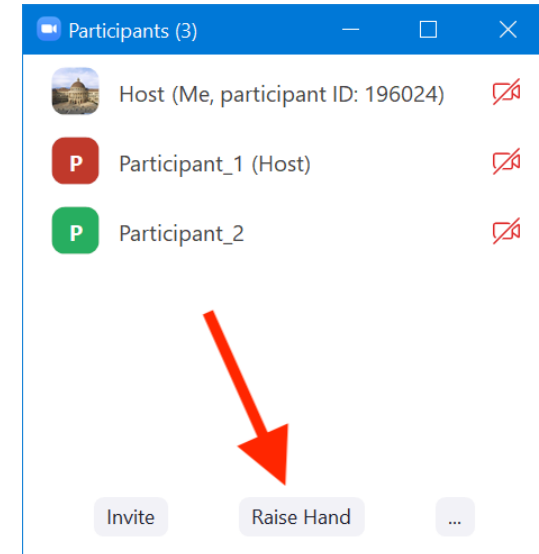 Participants (3)
Host (Me, participant ID: 196024)
P
Participant_1 (Host)
P
Participant_2
Invite
Raise Hand
...